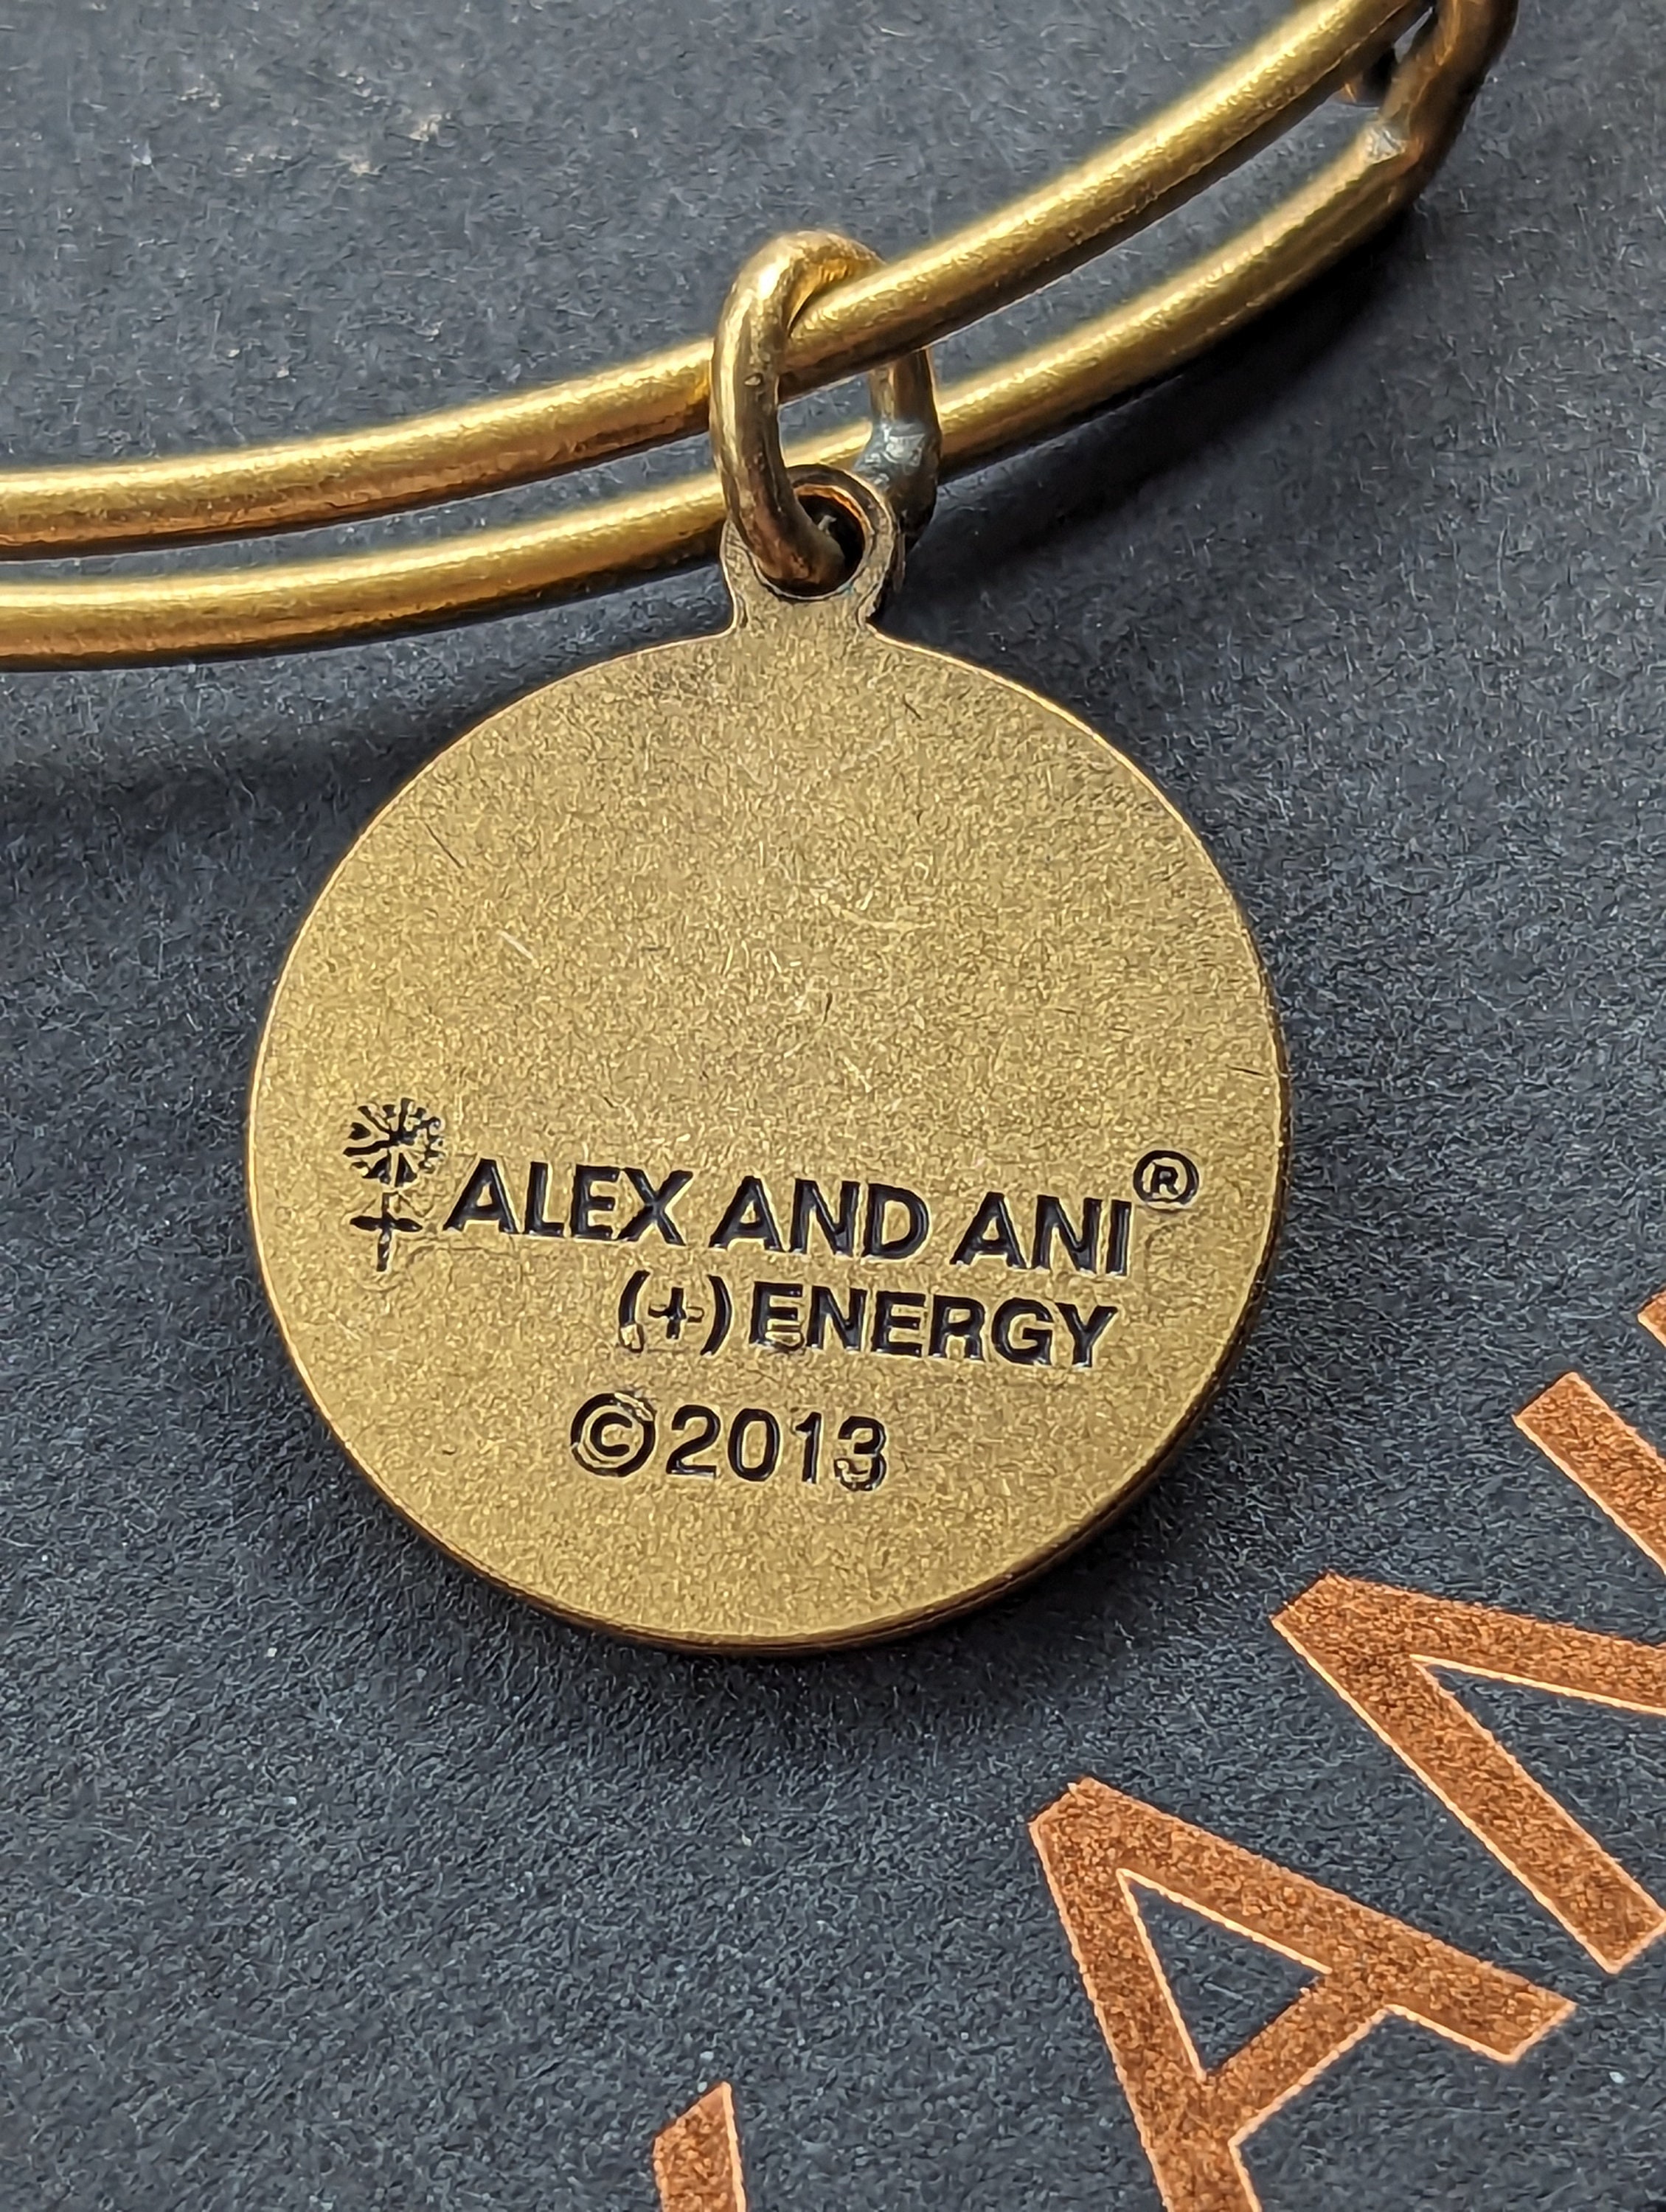 ALEX AND ANI®
(+) ENERGY
©2013